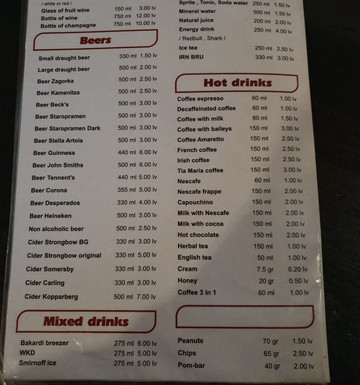 / white or red /
Glass of fruit wine 150 ml 3.00 lv
Bottle of wine 750 ml 12.00 lv
Bottle of champagne 750 ml 10.00 lv
Beers
Small draught beer 330 ml 1.50 lv
Large draught beer 500 ml 2.00 lv
Beer Zagorka 500 ml 2.50 lv
Beer Kamenitza 500 ml 2.50 lv
Beer Beck's 500 ml 3.00 lv
Beer Staropramen 500 ml 3.00 lv
Beer Staropramen Dark 500 ml 3.00 lv
Beer Stella Artois 500 ml 3.00 lv
Beer Guinness 440 ml 6.00 lv
Beer John Smiths 500 ml 6.00 lv
Beer Tennent's 440 ml 5.00 lv
Beer Corona 355 ml 5.00 lv
Beer Desperados 330 ml 4.00 lv
Beer Heineken 500 ml 3.00 lv
Non alcoholic beer 500 ml 2.50 lv
Cider Strongbow BG 330 ml 3.00 lv
Cider Strongbow original 330 ml 5.00 lv
Cider Somersby 330 ml 3.00 lv
Cider Carling 330 ml 3.00 lv
Cider Kopparberg 500 ml 7.00 lv
Mixed drinks
Bakardi breezer 275 ml 6.00 lv
WKD 275 ml 5.00 lv
Smirnoff ice 275 ml 5.00 lv
Sprite , Tonic, Soda water 250 ml 1.50 lv
Mineral water 500 ml 1.50 lv
Natural juice 200 ml 2.00 lv
Energy drink 250 ml 4.00 lv
/ Redbull , Shark /
Ice tea 250 ml 2.50 lv
IRN BRU 330 ml 3.00 lv
Hot drinks
Coffee espresso 60 ml 1.00 lv
Decaffeinated coffee 60 ml 1.00 lv
Coffee with milk 80 ml 1.50 lv
Coffee with baileys 150 ml 3.00 lv
Coffee Amaretto 150 ml 2.50 lv
French coffee 150 ml 2.50 lv
Irish coffee 150 ml 2.50 lv
Tia Maria coffee 150 ml 3.00 lv
Nescafe 60 ml 1.00 lv
Nescafe frappe 150 ml 2.00 lv
Capouchino 150 ml 2.00 lv
Milk with Nescafe 150 ml 2.00 lv
Milk with cocoa 150 ml 2.00 lv
Hot chocolate 150 ml 2.00 lv
Herbal tea 150 ml 1.00 lv
English tea 50 ml 1.00 lv
Cream 7.5 gr 0.20 lv
Honey 20 gr 0.50 lv
Coffee 3 in 1 60 ml 1.00 lv
Peanuts 70 gr 1.50 lv
Chips 65 gr 2.50 lv
Pom-bar 40 gr 2.00 lv